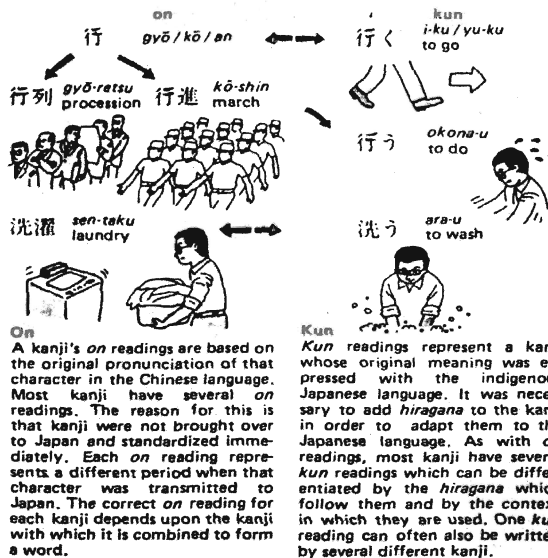 on
kun
行 gyō/kō/an
行く i-ku/yu-ku
to go
行列 gyō-retsu
procession
行進 kō-shin
march
行う okona-u
to do
洗濯 sen-taku
laundry
洗う ara-u
to wash
On
A kanji's on readings are based on
the original pronunciation of that
character in the Chinese language.
Most kanji have several on
readings. The reason for this is
that kanji were not brought over
to Japan and standardized imme-
diately. Each on reading repre-
sents a different period when that
character was transmitted to
Japan. The correct on reading for
each kanji depends upon the kanji
with which it is combined to form
a word.
Kun
Kun readings represent a kan
whose original meaning was e
pressed with the indigenou
Japanese language. It was nece
sary to add hiragana to the kan
in order to adapt them to th
Japanese language. As with o
readings, most kanji have sever
kun readings which can be diffe
entiated by the hiragana whic
follow them and by the contex
in which they are used. One ku
reading can often also be writte
by several different kanji.